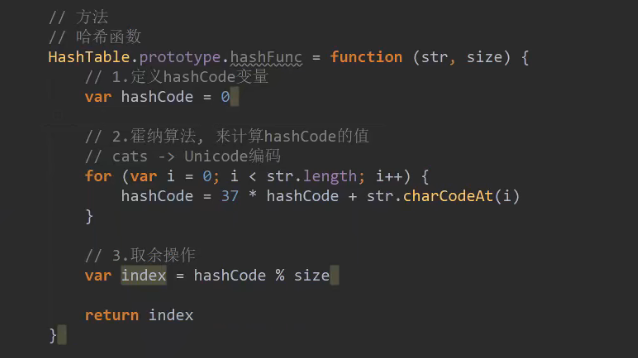 // 方法
// 哈希函数
HashTable.prototype.hashFunc = function (str, size) {
// 1.定义hashCode变量
var hashCode = 0
// 2.霍纳算法, 来计算hashCode的值
// cats -> Unicode编码
for (var i = 0; i < str.length; i++) {
hashCode = 37 * hashCode + str.charCodeAt(i)
}
// 3.取余操作
var index = hashCode % size
return index
}